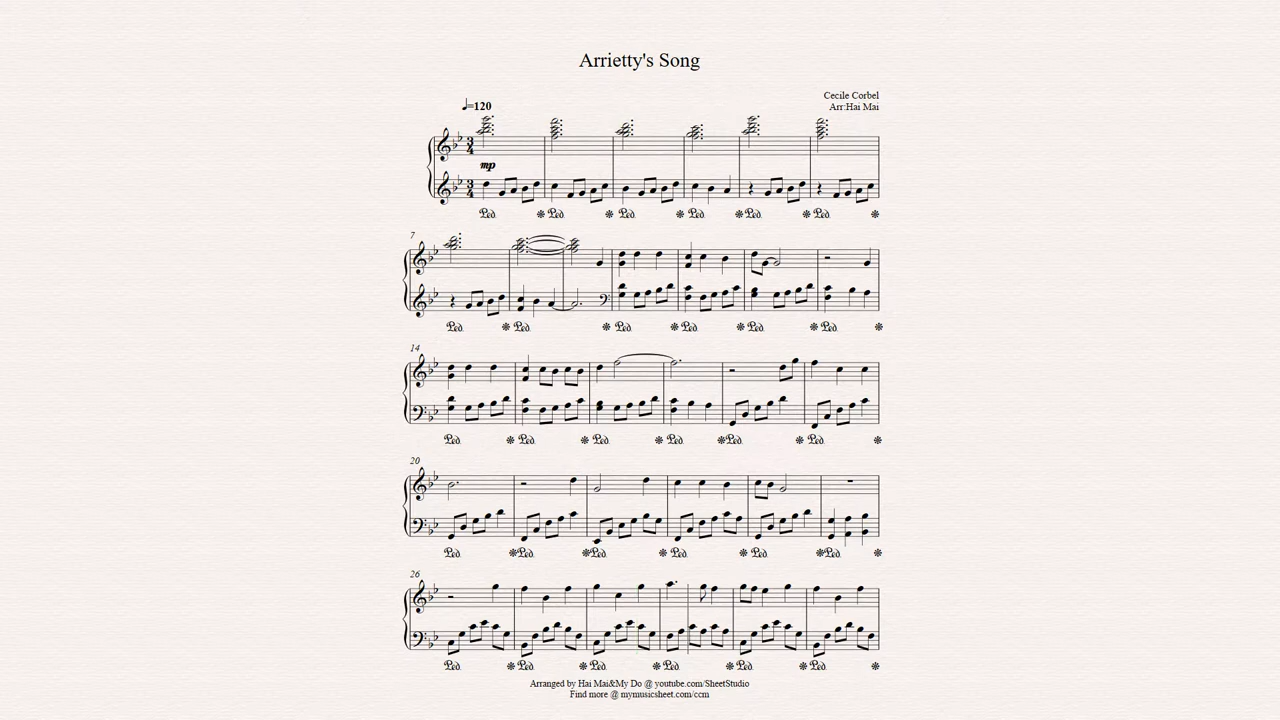 Arrietty's Song
Cecile Corbel
♩=120
Arr:Hai Mai
mp
7
14
20
26
Arranged by Hai Mai&My Do @ youtube.com/SheetStudio
Find more @ mymusicsheet.com/ccm